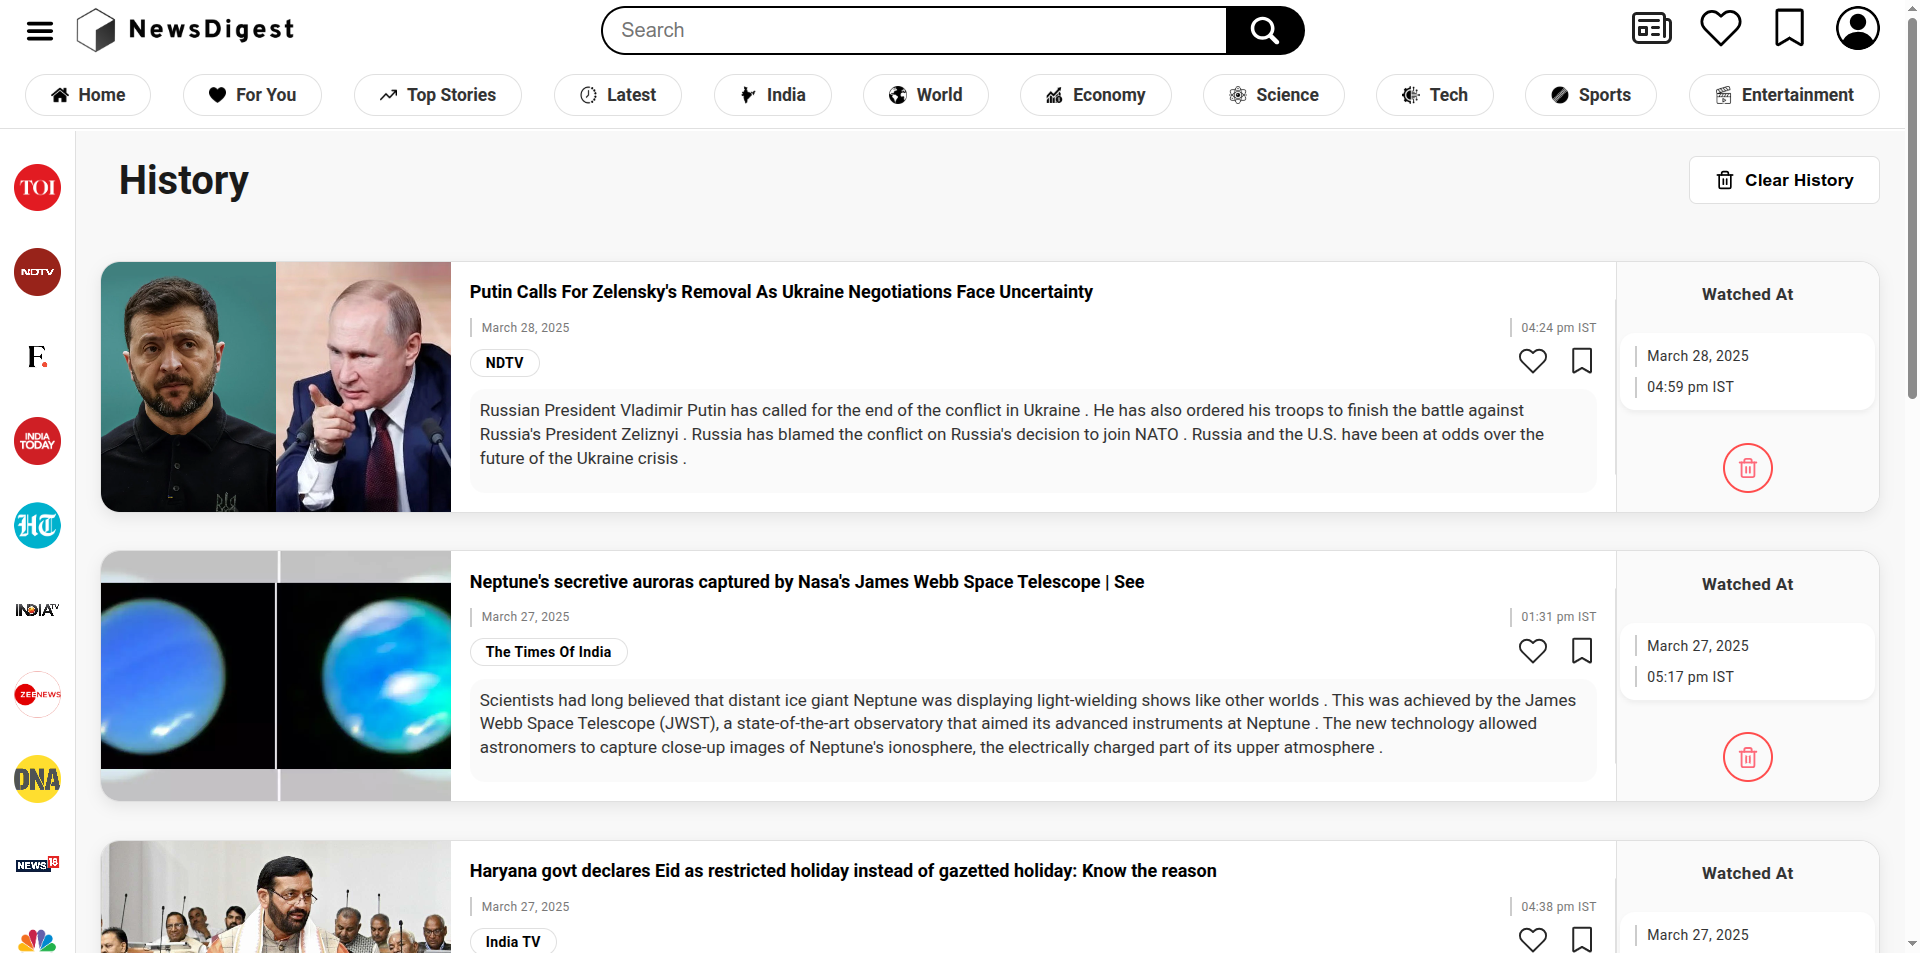 NewsDigest
Search
Home
For You
Top Stories
Latest
India
World
Economy
Science
Tech
Sports
Entertainment
TOI
NDTV
F.
INDIA
TODAY
HT
INDIA TV
ZEE NEWS
DNA
NEWS 18
History
Clear History
Putin Calls For Zelensky's Removal As Ukraine Negotiations Face Uncertainty
March 28, 2025
04:24 pm IST
NDTV
Russian President Vladimir Putin has called for the end of the conflict in Ukraine . He has also ordered his troops to finish the battle against
Russia's President Zeliznyi . Russia has blamed the conflict on Russia's decision to join NATO . Russia and the U.S. have been at odds over the
future of the Ukraine crisis .
Watched At
March 28, 2025
04:59 pm IST
Neptune's secretive auroras captured by Nasa's James Webb Space Telescope | See
March 27, 2025
01:31 pm IST
The Times Of India
Scientists had long believed that distant ice giant Neptune was displaying light-wielding shows like other worlds . This was achieved by the James
Webb Space Telescope (JWST), a state-of-the-art observatory that aimed its advanced instruments at Neptune . The new technology allowed
astronomers to capture close-up images of Neptune's ionosphere, the electrically charged part of its upper atmosphere .
Watched At
March 27, 2025
05:17 pm IST
Haryana govt declares Eid as restricted holiday instead of gazetted holiday: Know the reason
March 27, 2025
04:38 pm IST
India TV
Watched At
March 27, 2025